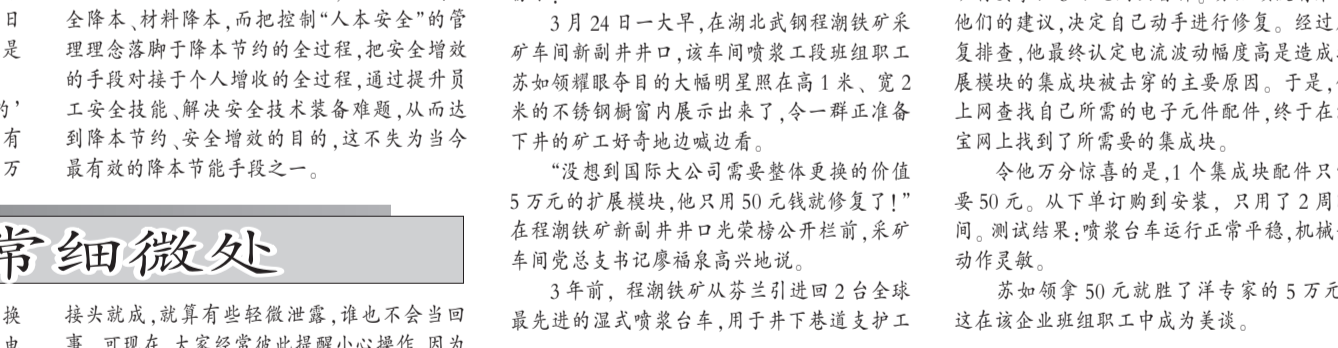 日
是
的’
有
万
全降本、材料降本,而把控制“人本安全”的管
理理念落脚于降本节约的全过程,把安全增效
的手段对接于个人增收的全过程,通过提升员
工安全技能、解决安全技术装备难题,从而达
到降本节约、安全增效的目的,这不失为当今
最有效的降本节能手段之一。
常细微处
换
接头就成,就算有些轻微泄露,谁也不会当回
事。可现在,大家经常彼此提醒小心操作,因为
3月24日一大早,在湖北武钢程潮铁矿采
矿车间新副井井口,该车间喷浆工段班组职工
苏如领耀眼夺目的大幅明星照在高1米、宽2
米的不锈钢橱窗内展示出来了,令一群正准备
下井的矿工好奇地边喊边看。
“没想到国际大公司需要整体更换的价值
5万元的扩展模块,他只用50元钱就修复了!”
在程潮铁矿新副井井口光荣榜公开栏前,采矿
车间党总支书记廖福泉高兴地说。
3年前,程潮铁矿从芬兰引进回2台全球
最先进的湿式喷浆台车,用于井下巷道支护工
他们的建议,决定自己动手进行修复。经过
复排查,他最终认定电流波动幅度高是造成
展模块的集成块被击穿的主要原因。于是,
上网查找自己所需的电子元件配件,终于在
宝网上找到了所需要的集成块。
令他万分惊喜的是,1个集成块配件只
要50元。从下单订购到安装,只用了2周
间。测试结果:喷浆台车运行正常平稳,机械
动作灵敏。
苏如领拿50元就胜了洋专家的5万元
这在该企业班组职工中成为美谈。